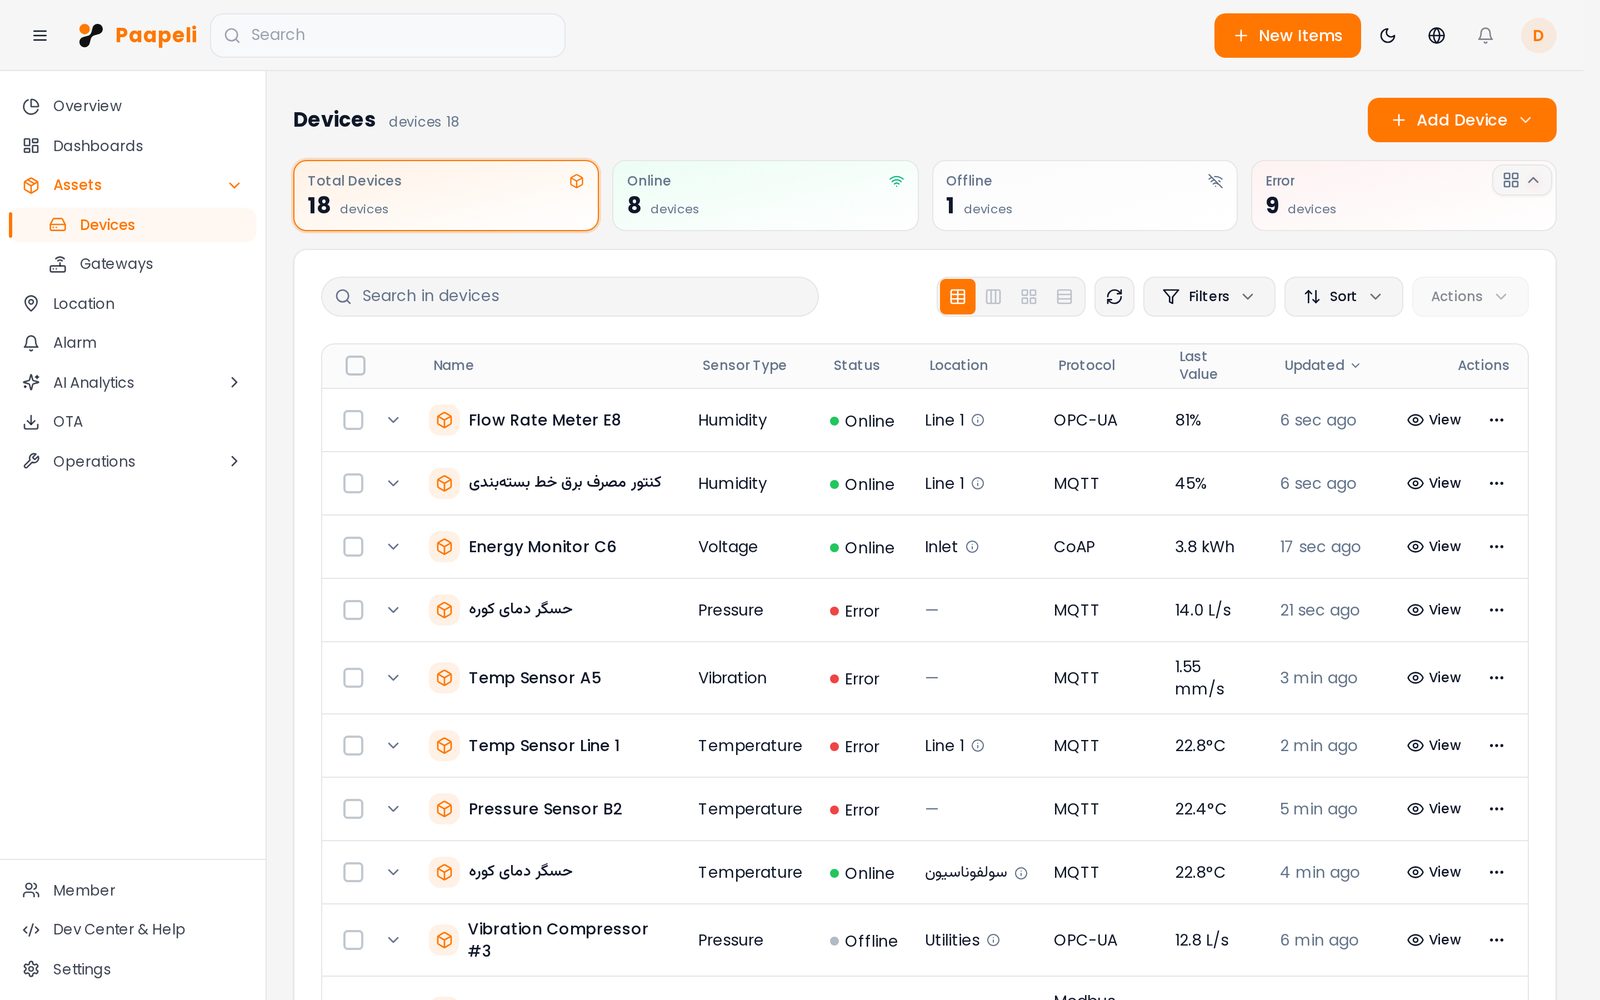 Paapeli
Search
New Items
D
Overview
Dashboards
Assets
Devices
Gateways
Location
Alarm
AI Analytics
OTA
Operations
Member
Dev Center & Help
Settings
Devices devices 18
Add Device
Total Devices
18 devices
Online
8 devices
Offline
1 devices
Error
9 devices
Search in devices
Filters
Sort
Actions
Name Sensor Type Status Location Protocol Last Value Updated Actions
Flow Rate Meter E8 Humidity Online Line 1 OPC-UA 81% 6 sec ago View
کنتور مصرف برق خط بسته‌بندی Humidity Online Line 1 MQTT 45% 6 sec ago View
Energy Monitor C6 Voltage Online Inlet CoAP 3.8 kWh 17 sec ago View
حسگر دمای کوره Pressure Error — MQTT 14.0 L/s 21 sec ago View
Temp Sensor A5 Vibration Error — MQTT 1.55 mm/s 3 min ago View
Temp Sensor Line 1 Temperature Error Line 1 MQTT 22.8°C 2 min ago View
Pressure Sensor B2 Temperature Error — MQTT 22.4°C 5 min ago View
حسگر دمای کوره Temperature Online سولفوناسیون MQTT 22.8°C 4 min ago View
Vibration Compressor #3 Pressure Offline Utilities OPC-UA 12.8 L/s 6 min ago View